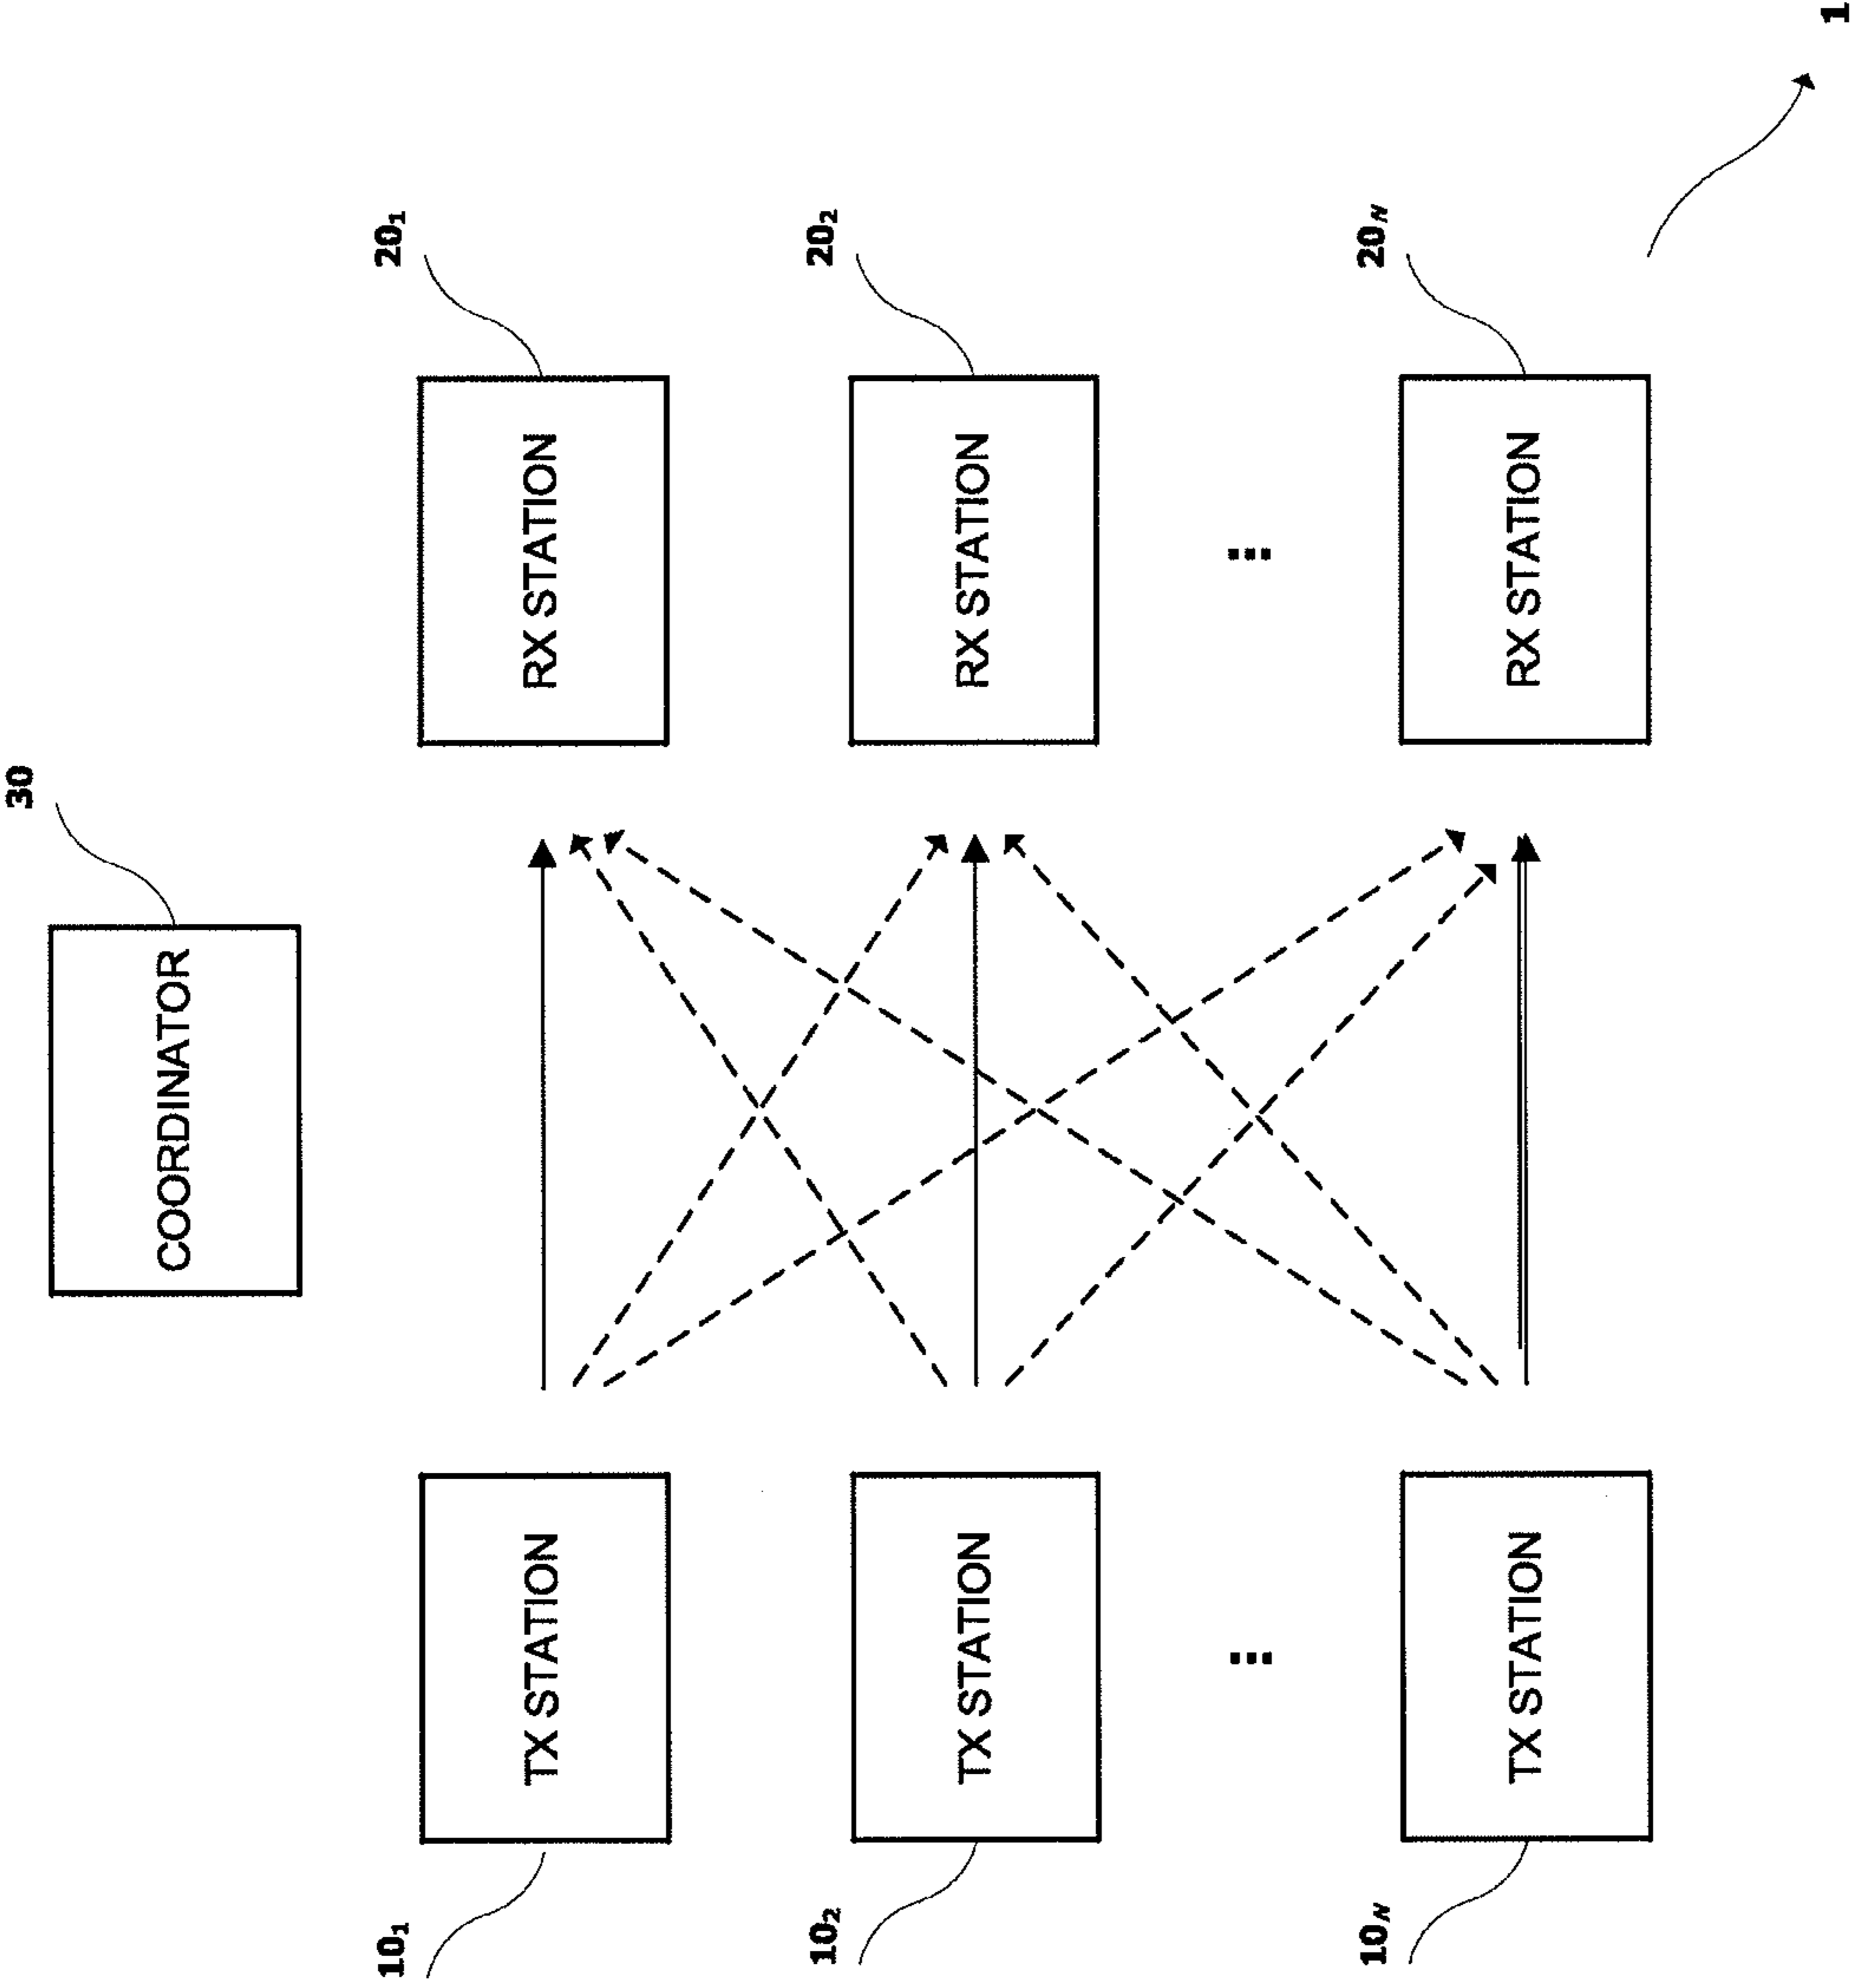 30
COORDINATOR
10₁
TX STATION
RX STATION
20₁
10₂
TX STATION
RX STATION
20₂
⋮
⋮
10N
TX STATION
RX STATION
20N
1